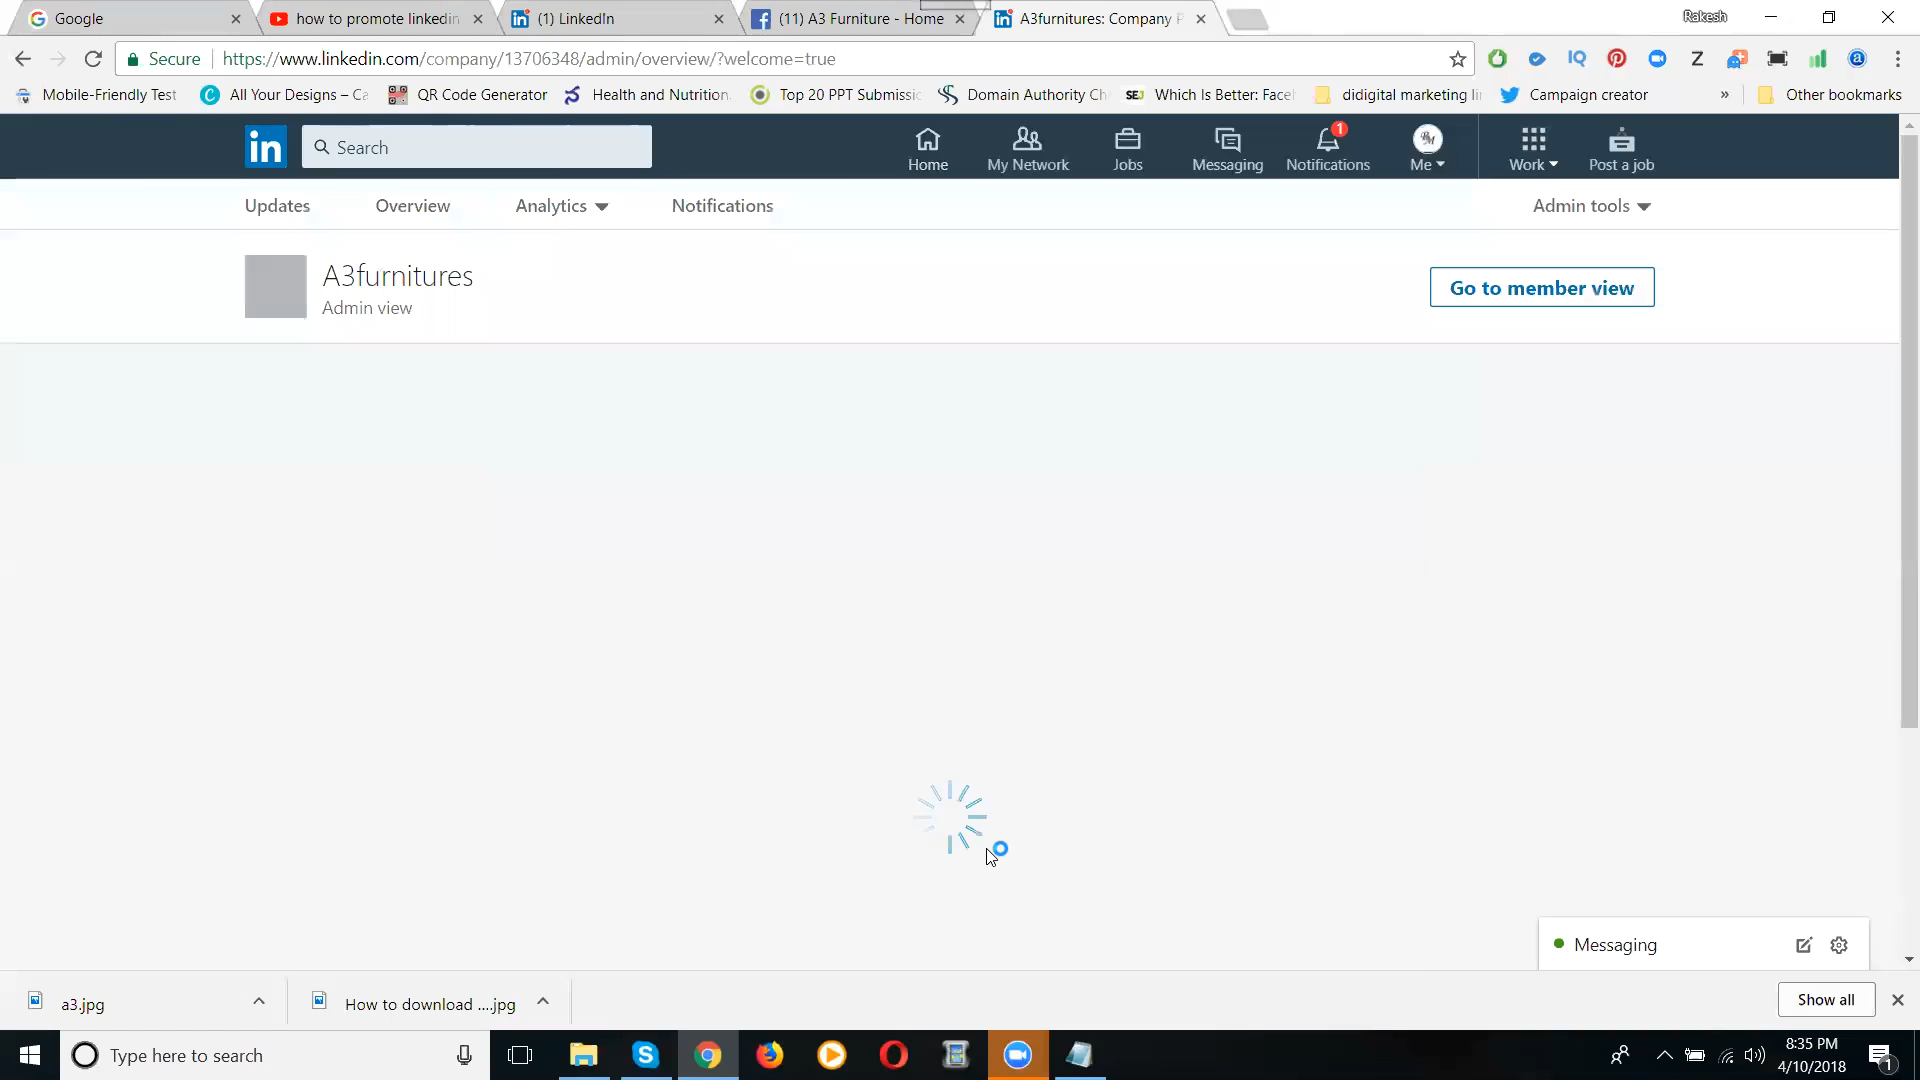 Google
how to promote linkedin
(1) LinkedIn
(11) A3 Furniture - Home
A3furnitures: Company P
Rakesh
Secure
https://www.linkedin.com/company/13706348/admin/overview/?welcome=true
Mobile-Friendly Test
All Your Designs – Ca
QR Code Generator
Health and Nutrition
Top 20 PPT Submissic
Domain Authority Ch
Which Is Better: Facel
didigital marketing li
Campaign creator
»
Other bookmarks
in
Search
Home
My Network
Jobs
Messaging
1
Notifications
Me
Work
Post a job
Updates
Overview
Analytics
Notifications
Admin tools
A3furnitures
Admin view
Go to member view
Messaging
a3.jpg
How to download ....jpg
Show all
Type here to search
8:35 PM
4/10/2018
1